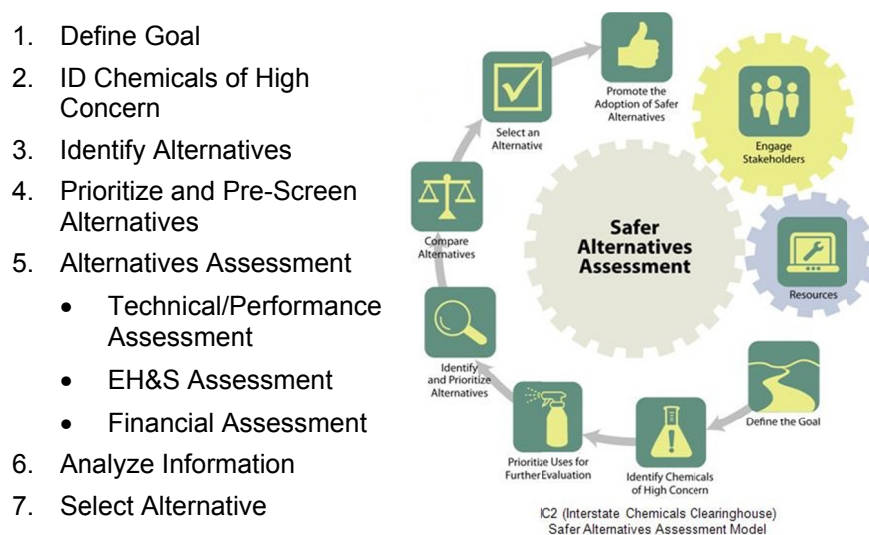 1. Define Goal
2. ID Chemicals of High
Concern
3. Identify Alternatives
4. Prioritize and Pre-Screen
Alternatives
5. Alternatives Assessment
• Technical/Performance
Assessment
• EH&S Assessment
• Financial Assessment
6. Analyze Information
7. Select Alternative
Promote the
Adoption of Safer
Alternatives
Select an
Alternative
Engage
Stakeholders
Compare
Alternatives
Safer
Alternatives
Assessment
Resources
Identify
and Prioritize
Alternatives
Define the Goal
Prioritize Uses for
Further Evaluation
Identify Chemicals
of High Concern
IC2 (Interstate Chemicals Clearinghouse)
Safer Alternatives Assessment Model